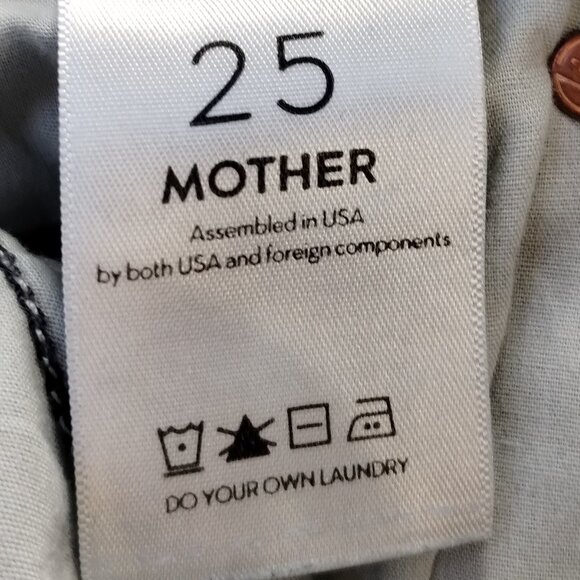 25
MOTHER
Assembled in USA
by both USA and foreign components
DO YOUR OWN LAUNDRY